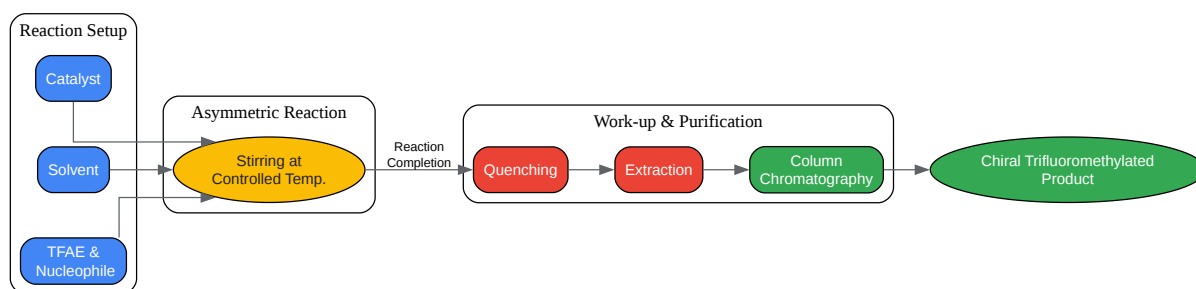 Reaction Setup
Catalyst
Solvent
TFAE &
Nucleophile
Asymmetric Reaction
Stirring at
Controlled Temp.
Reaction
Completion
Work-up & Purification
Quenching
Extraction
Column
Chromatography
Chiral Trifluoromethylated
Product